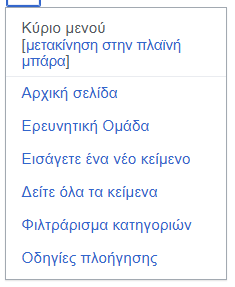 Κύριο μενού
[μετακίνηση στην πλαϊνή
μπάρα]
Αρχική σελίδα
Ερευνητική Ομάδα
Εισάγετε ένα νέο κείμενο
Δείτε όλα τα κείμενα
Φιλτράρισμα κατηγοριών
Οδηγίες πλοήγησης